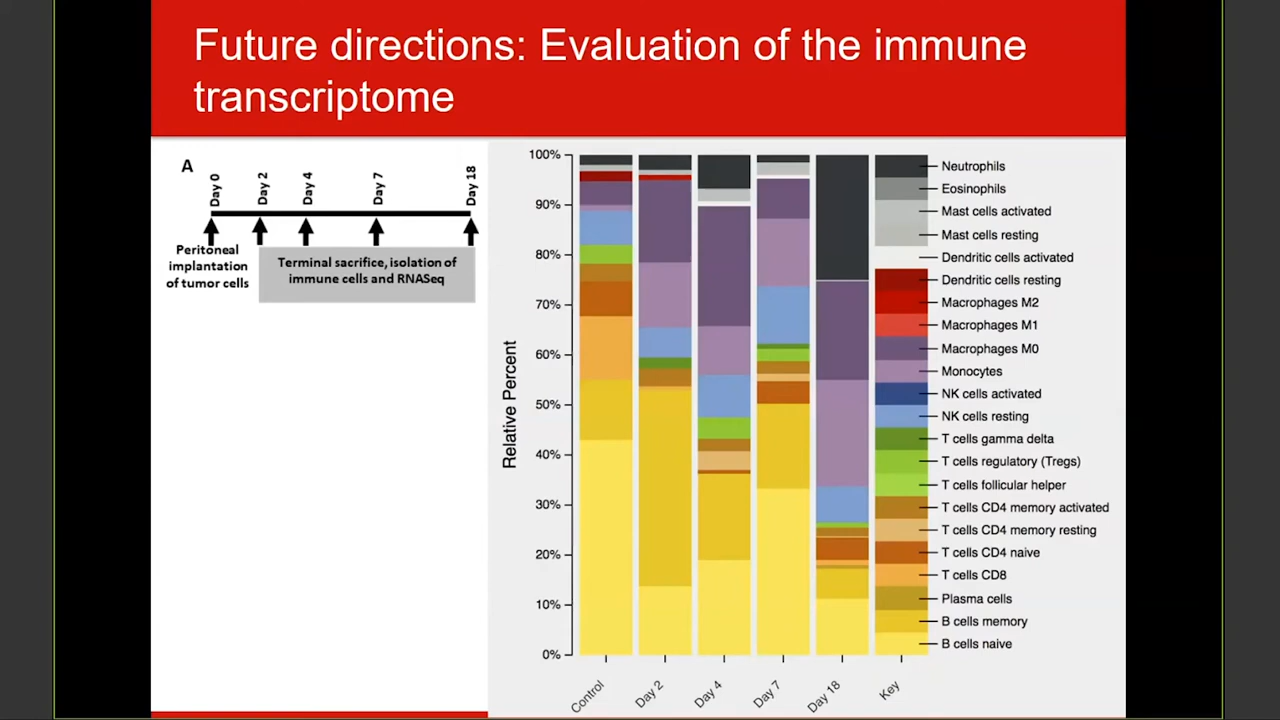 Future directions: Evaluation of the immune
transcriptome
A
Day 0
Day 2
Day 4
Day 7
Day 18
Peritoneal
implantation
of tumor cells
Terminal sacrifice, isolation of
immune cells and RNASeq
Relative Percent
100%
90%
80%
70%
60%
50%
40%
30%
20%
10%
0%
Control
Day 2
Day 4
Day 7
Day 18
Key
Neutrophils
Eosinophils
Mast cells activated
Mast cells resting
Dendritic cells activated
Dendritic cells resting
Macrophages M2
Macrophages M1
Macrophages M0
Monocytes
NK cells activated
NK cells resting
T cells gamma delta
T cells regulatory (Tregs)
T cells follicular helper
T cells CD4 memory activated
T cells CD4 memory resting
T cells CD4 naive
T cells CD8
Plasma cells
B cells memory
B cells naive